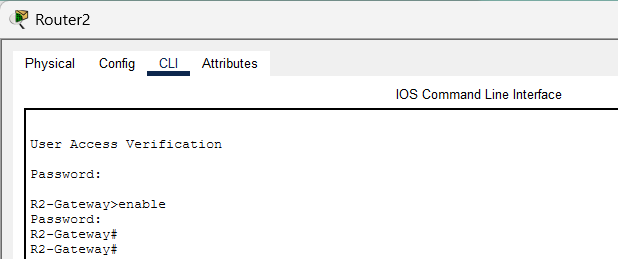 Router2
Physical Config CLI Attributes
IOS Command Line Interface
User Access Verification
Password:
R2-Gateway>enable
Password:
R2-Gateway#
R2-Gateway#